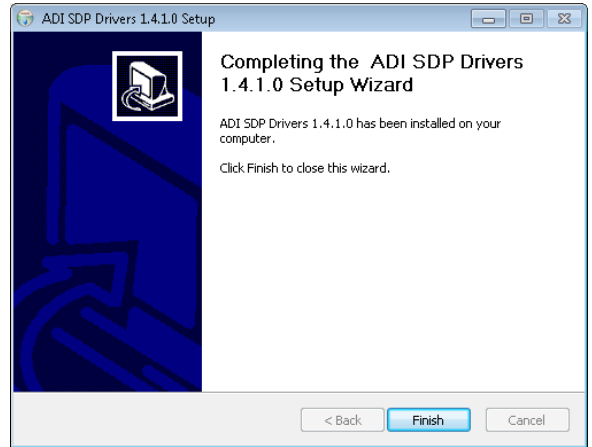 ADI SDP Drivers 1.4.1.0 Setup
Completing the ADI SDP Drivers
1.4.1.0 Setup Wizard
ADI SDP Drivers 1.4.1.0 has been installed on your
computer.
Click Finish to close this wizard.
< Back Finish Cancel